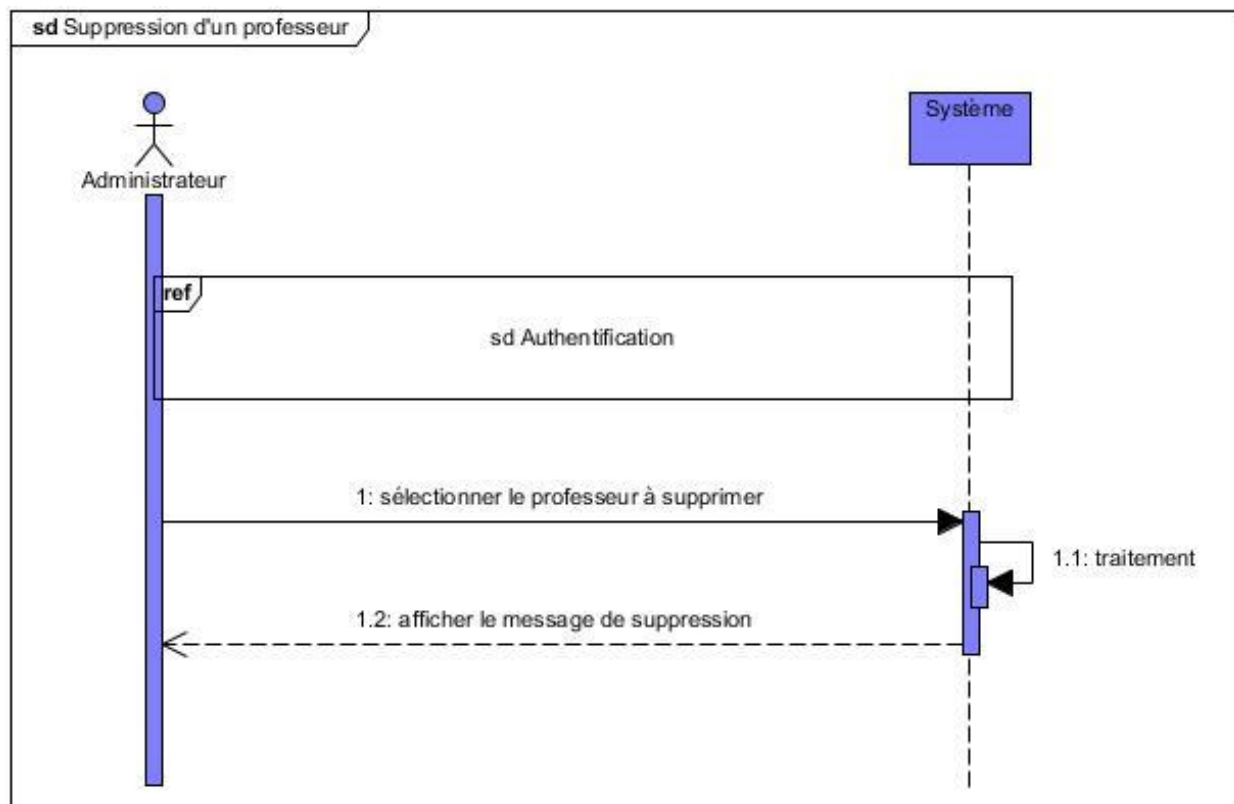 sd Suppression d'un professeur
Système
Administrateur
ref
sd Authentification
1: sélectionner le professeur à supprimer
1.1: traitement
1.2: afficher le message de suppression